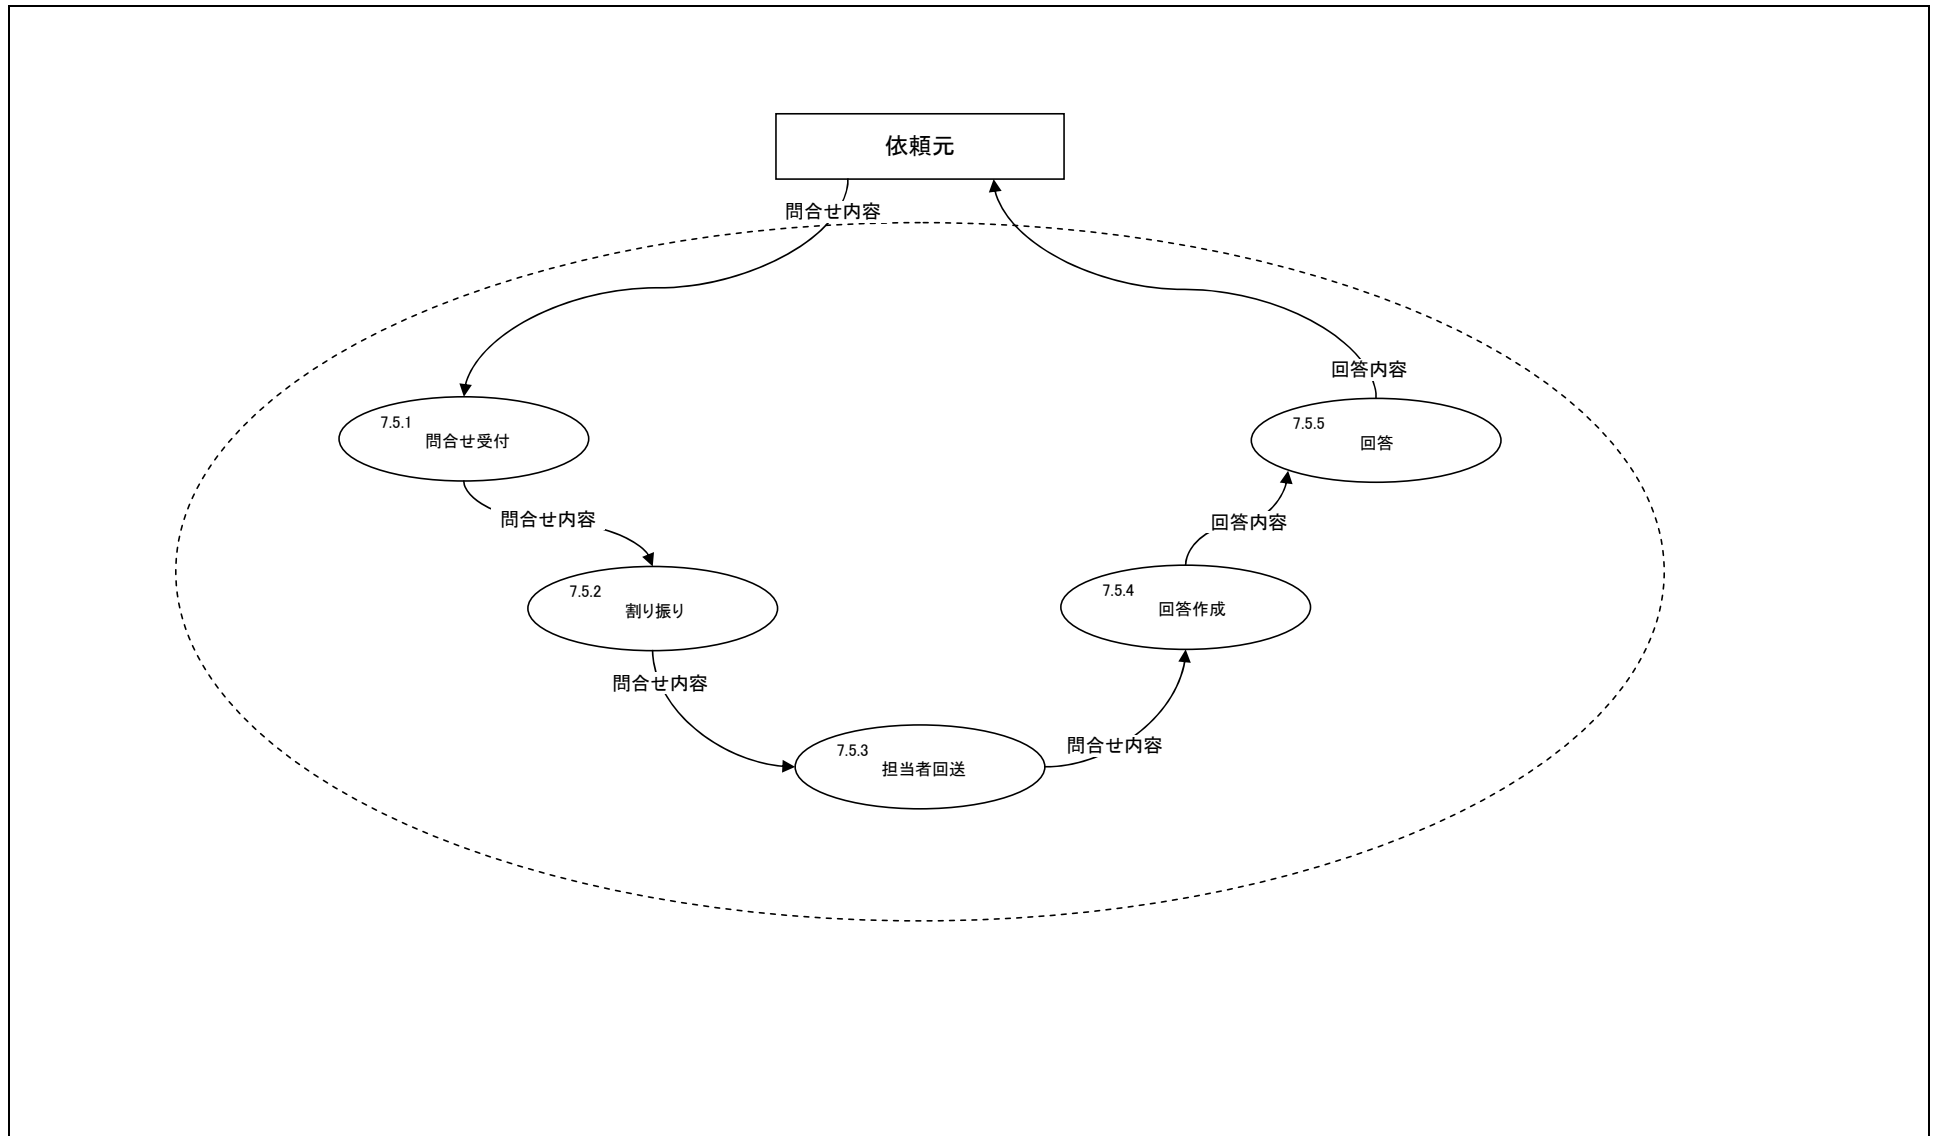 依頼元
問合せ内容
回答内容
7.5.1
問合せ受付
7.5.5
回答
問合せ内容
回答内容
7.5.2
割り振り
7.5.4
回答作成
問合せ内容
問合せ内容
7.5.3
担当者回送